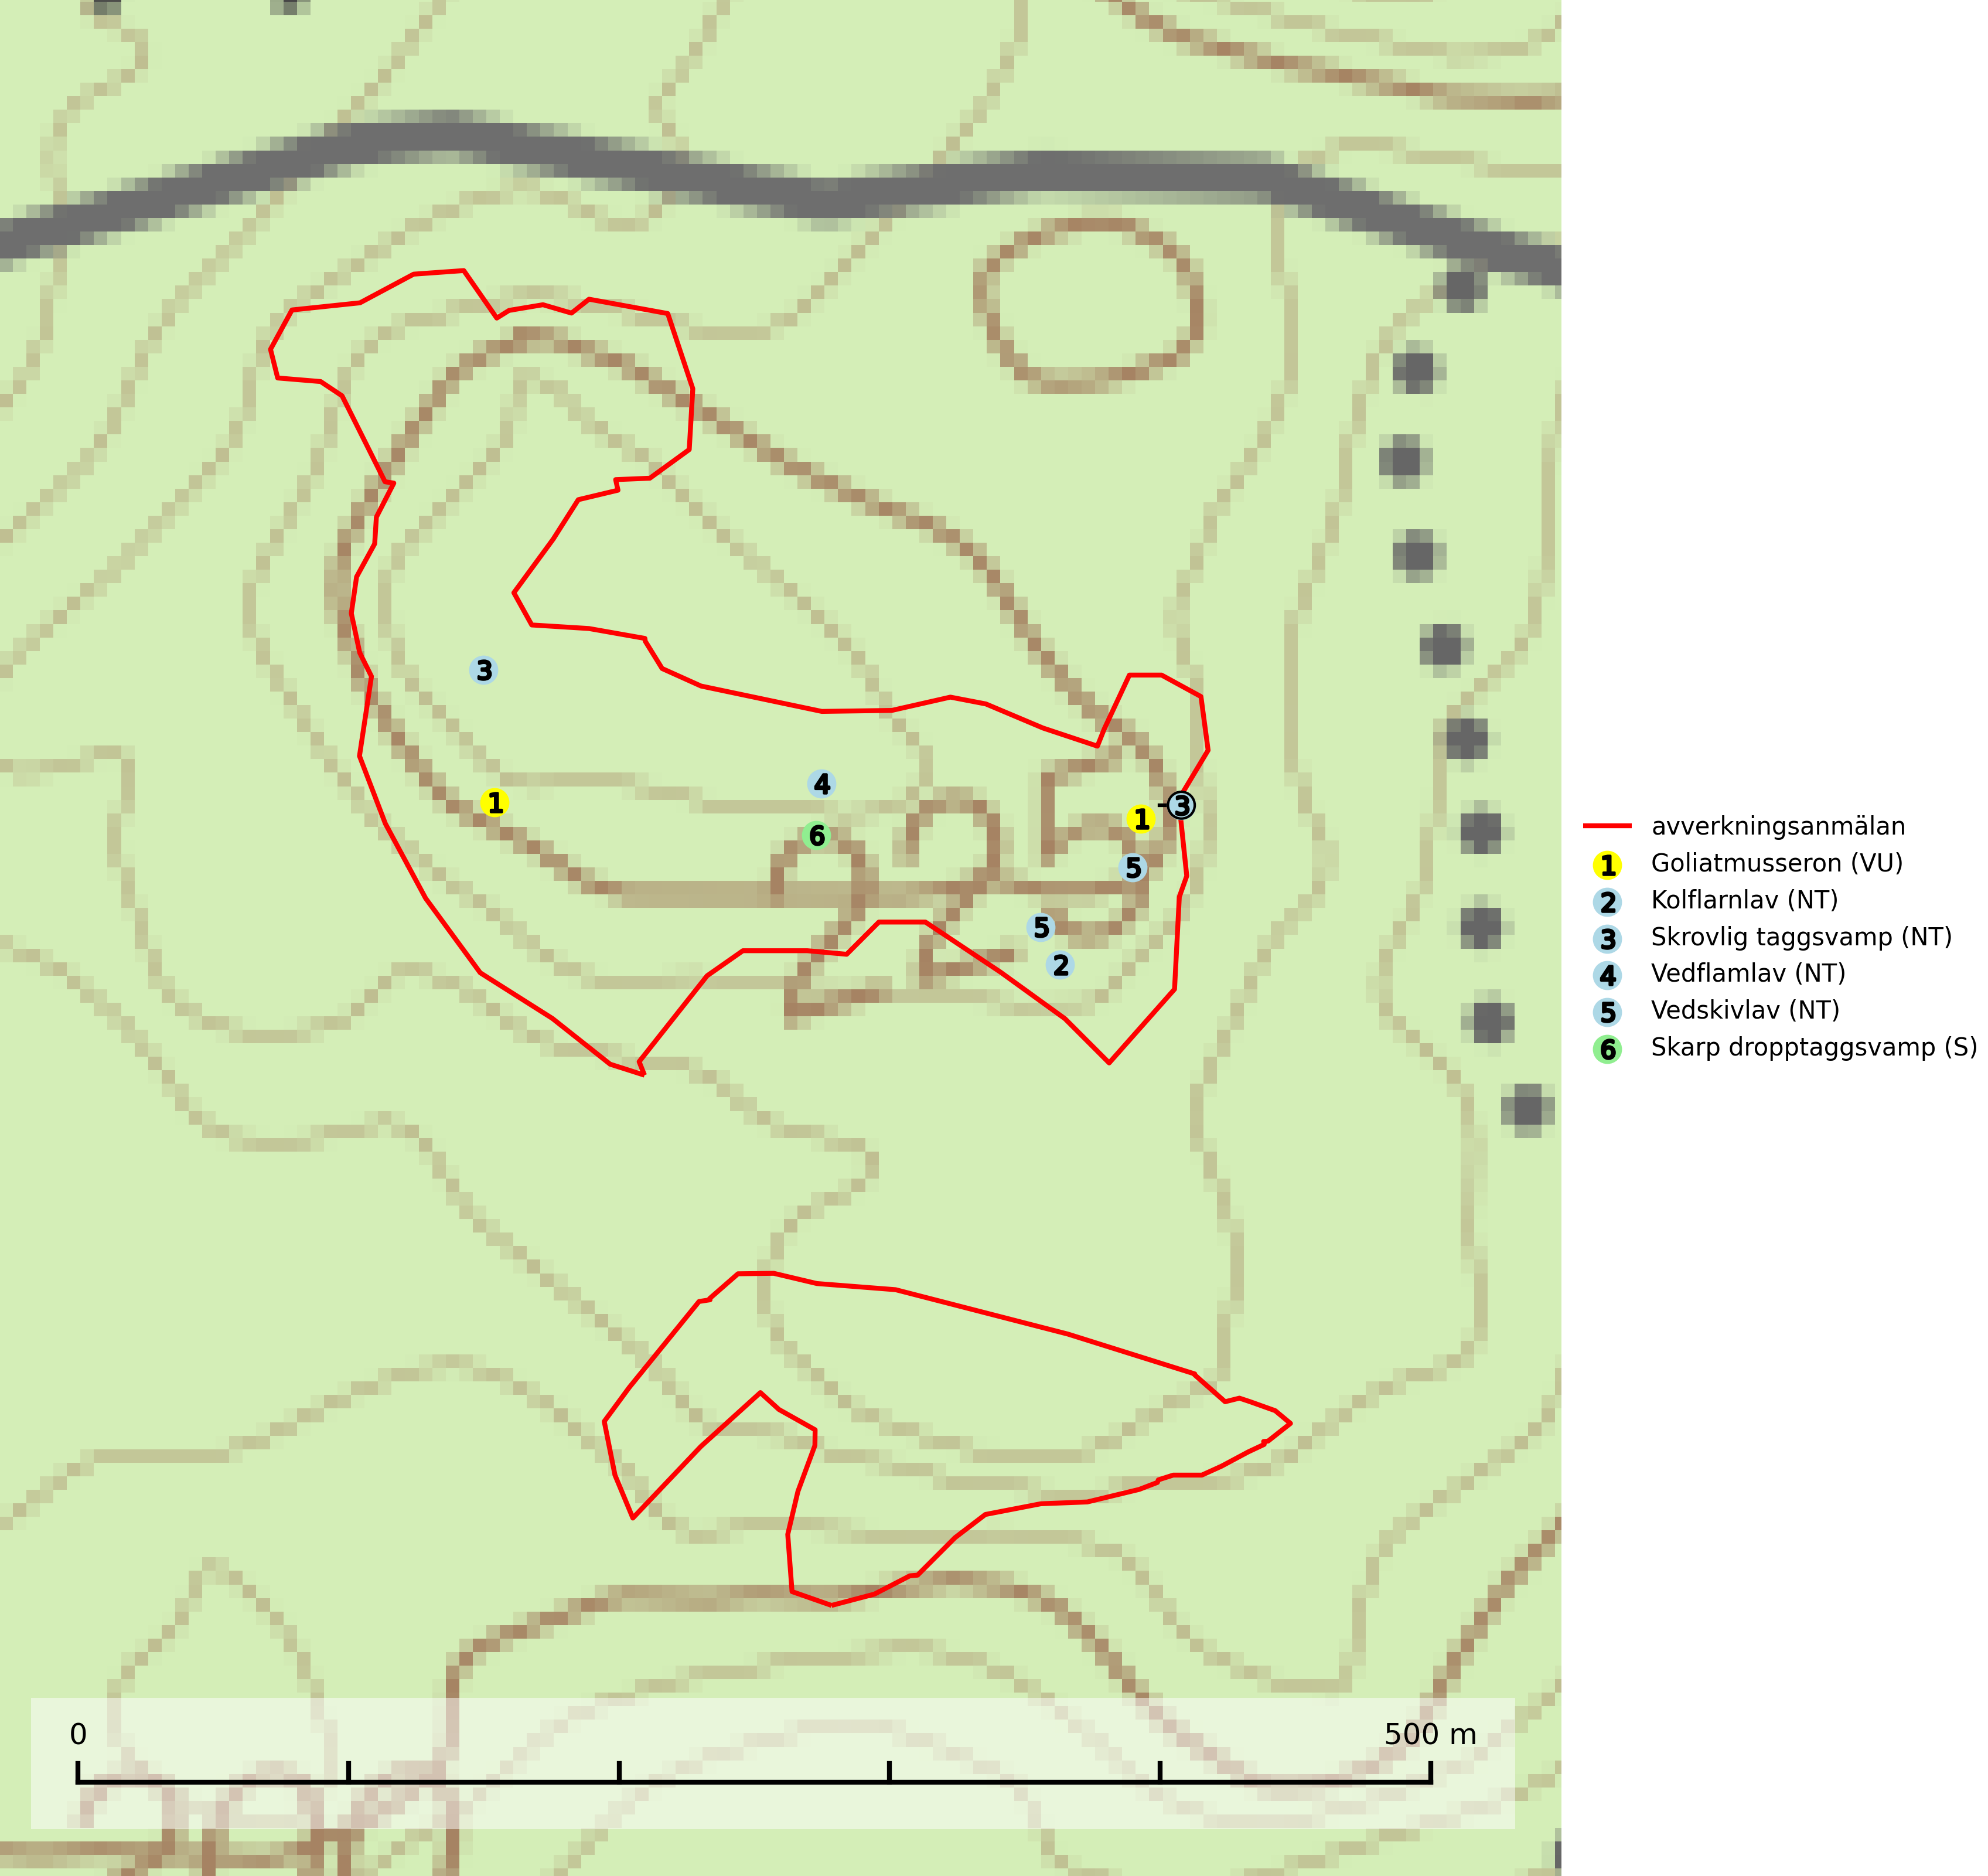 3
4
1
6
1
3
5
5
2
0
500 m
avverkningsanmälan
1 Goliatmusseron (VU)
2 Kolflarnlav (NT)
3 Skrovlig taggsvamp (NT)
4 Vedflamlav (NT)
5 Vedskivlav (NT)
6 Skarp dropptaggsvamp (S)